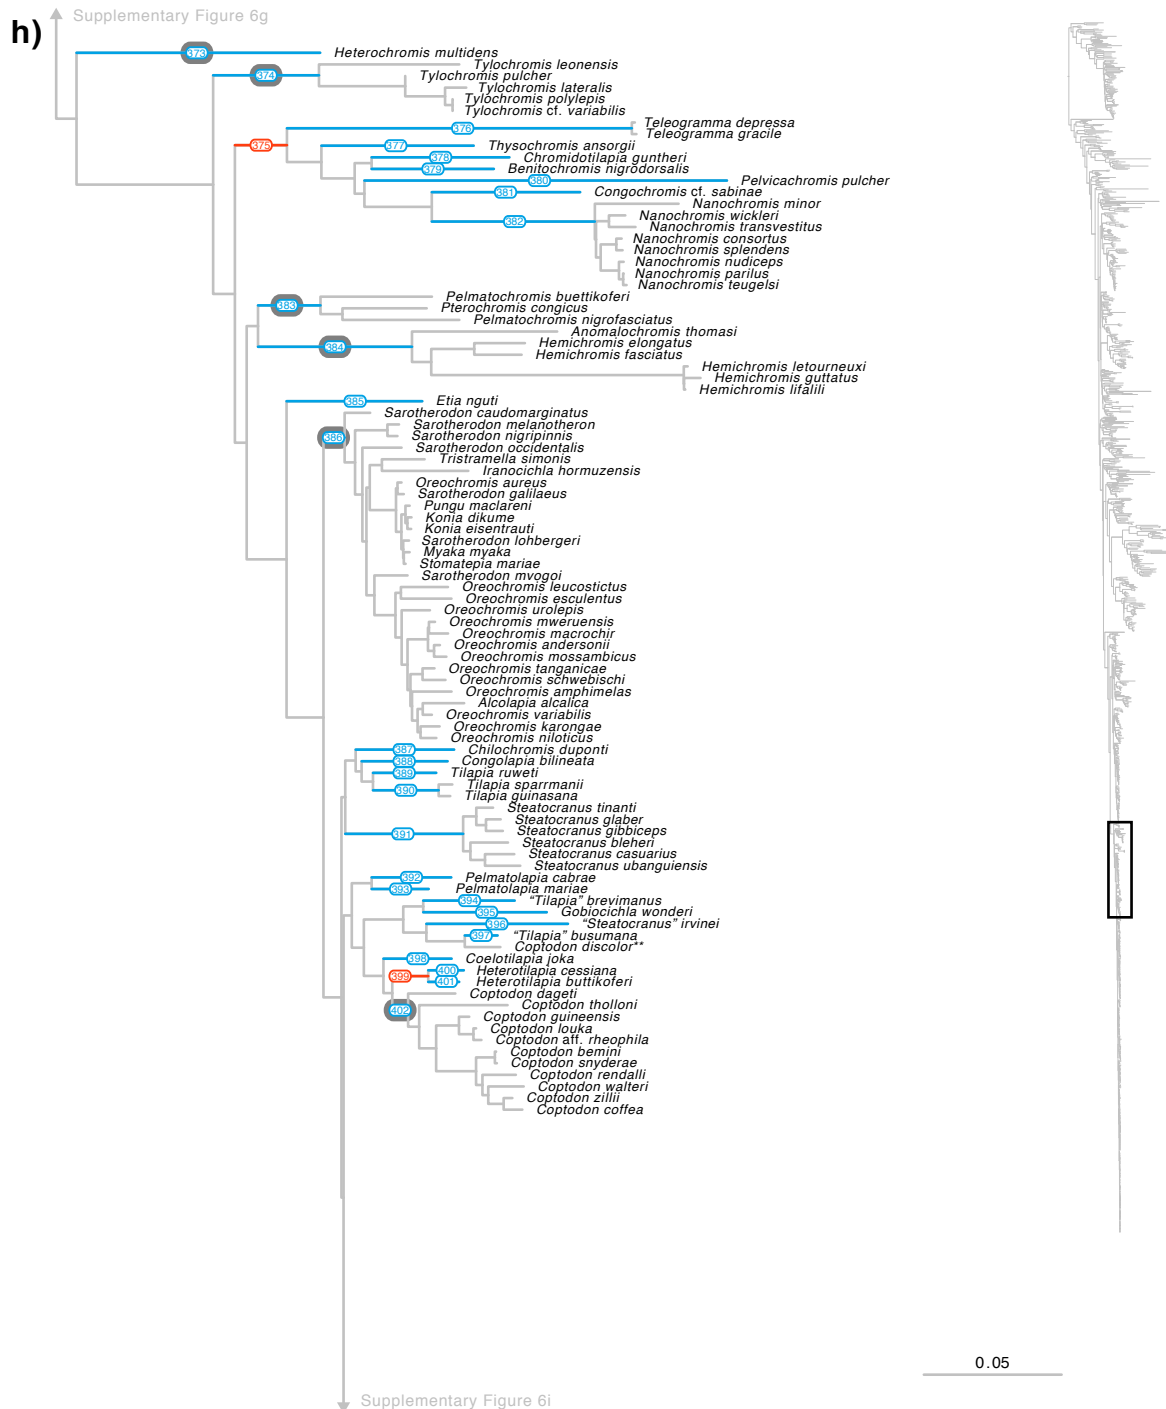 Supplementary Figure 6g
h)
373 Heterochromis multidens
Tylochromis leonensis
374 Tylochromis pulcher
Tylochromis lateralis
Tylochromis polylepis
Tylochromis cf. variabilis
376 Teleogramma depressa
Teleogramma gracile
375
377 Thysochromis ansorgii
378 Chromidotilapia guntheri
379 Benitochromis nigrodorsalis
380 Pelvicachromis pulcher
381 Congochromis cf. sabinae
Nanochromis minor
Nanochromis wickleri
382 Nanochromis transvestitus
Nanochromis consortus
Nanochromis splendens
Nanochromis nudiceps
Nanochromis parilus
Nanochromis teugelsi
Pelmatochromis buettikoferi
383 Pterochromis congicus
Pelmatochromis nigrofasciatus
Anomalochromis thomasi
Hemichromis elongatus
384 Hemichromis fasciatus
Hemichromis letourneuxi
Hemichromis guttatus
Hemichromis lifalili
385 Etia nguti
Sarotherodon caudomarginatus
Sarotherodon melanotheron
386 Sarotherodon nigripinnis
Sarotherodon occidentalis
Tristramella simonis
Iranocichla hormuzensis
Oreochromis aureus
Sarotherodon galilaeus
Pungu maclareni
Konia dikume
Konia eisentrauti
Sarotherodon lohbergeri
Myaka myaka
Stomatepia mariae
Sarotherodon mvogoi
Oreochromis leucostictus
Oreochromis esculentus
Oreochromis urolepis
Oreochromis mweruensis
Oreochromis macrochir
Oreochromis andersonii
Oreochromis mossambicus
Oreochromis tanganicae
Oreochromis schwebischi
Oreochromis amphimelas
Alcolapia alcalica
Oreochromis variabilis
Oreochromis karongae
Oreochromis niloticus
387 Chilochromis duponti
388 Congolapia bilineata
389 Tilapia ruweti
390 Tilapia sparrmanii
Tilapia guinasana
Steatocranus tinanti
Steatocranus glaber
391 Steatocranus gibbiceps
Steatocranus bleheri
Steatocranus casuarius
Steatocranus ubanguiensis
392 Pelmatolapia cabrae
393 Pelmatolapia mariae
394 "Tilapia" brevimanus
395 Gobiocichla wonderi
396 "Steatocranus" irvinei
397 "Tilapia" busumana
Coptodon discolor**
398 Coelotilapia joka
399 400 Heterotilapia cessiana
401 Heterotilapia buttikoferi
Coptodon dageti
402 Coptodon tholloni
Coptodon guineensis
Coptodon louka
Coptodon aff. rheophila
Coptodon bemini
Coptodon snyderae
Coptodon rendalli
Coptodon walteri
Coptodon zillii
Coptodon coffea
0.05
Supplementary Figure 6i